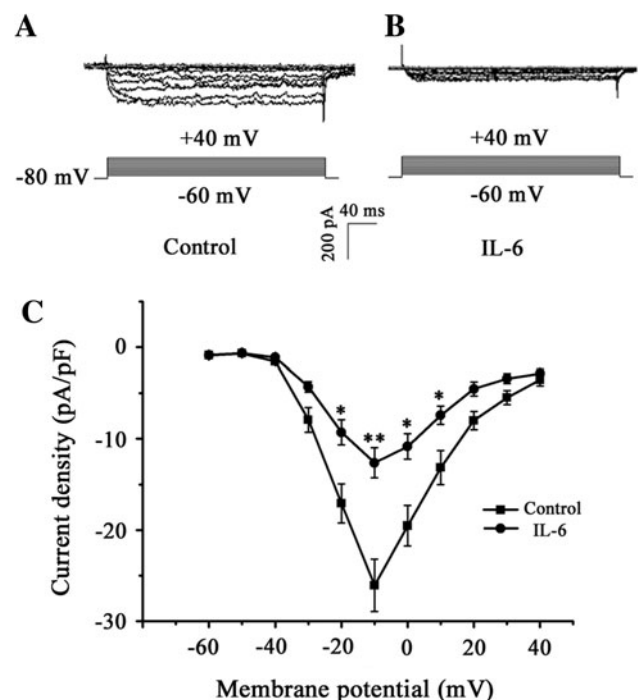 A
B
+40 mV
+40 mV
-80 mV
-60 mV
-60 mV
40 ms
200 pA
Control
IL-6
C
0
-10
-20
-30
Current density (pA/pF)
*
**
*
*
Control
IL-6
-60
-40
-20
0
20
40
Membrane potential (mV)